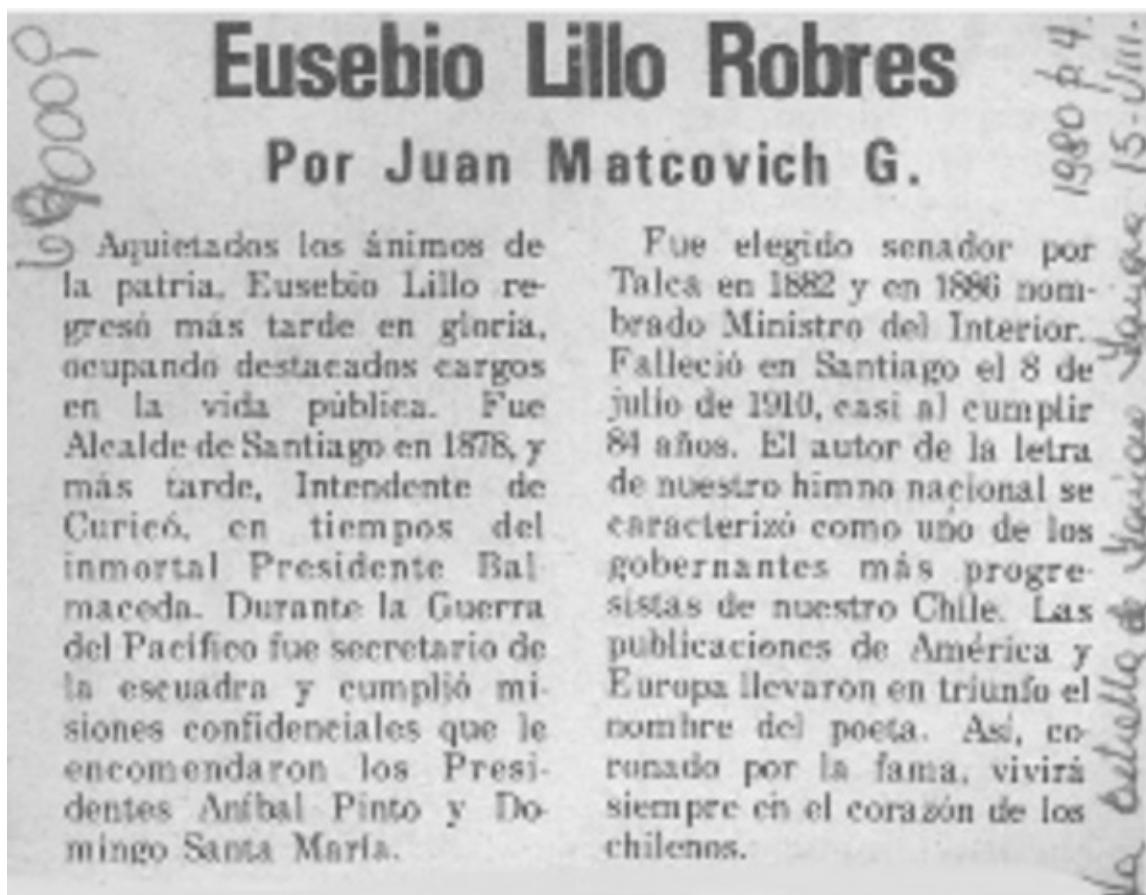 Eusebio Lillo Robres
Por Juan Matcovich G.
Aquietados los ánimos de
la patria, Eusebio Lillo re-
gresó más tarde en gloria,
ocupando destacados cargos
en la vida pública. Fue
Alcalde de Santiago en 1878, y
más tarde, Intendente de
Curicó, en tiempos del
inmortal Presidente Bal-
maceda. Durante la Guerra
del Pacífico fue secretario de
la escuadra y cumplió mi-
siones confidenciales que le
encomendaron los Presi-
dentes Aníbal Pinto y Do-
mingo Santa María.
Fue elegido senador por
Talca en 1882 y en 1886 nom-
brado Ministro del Interior.
Falleció en Santiago el 8 de
julio de 1910, casi al cumplir
84 años. El autor de la letra
de nuestro himno nacional se
caracterizó como uno de los
gobernantes más progre-
sistas de nuestro Chile. Las
publicaciones de América y
Europa llevaron en triunfo el
nombre del poeta. Así, co-
ronado por la fama, vivirá
siempre en el corazón de los
chilenos.
La Estrella de Iquique Iquique 15-VIII.
1980 p. 4.